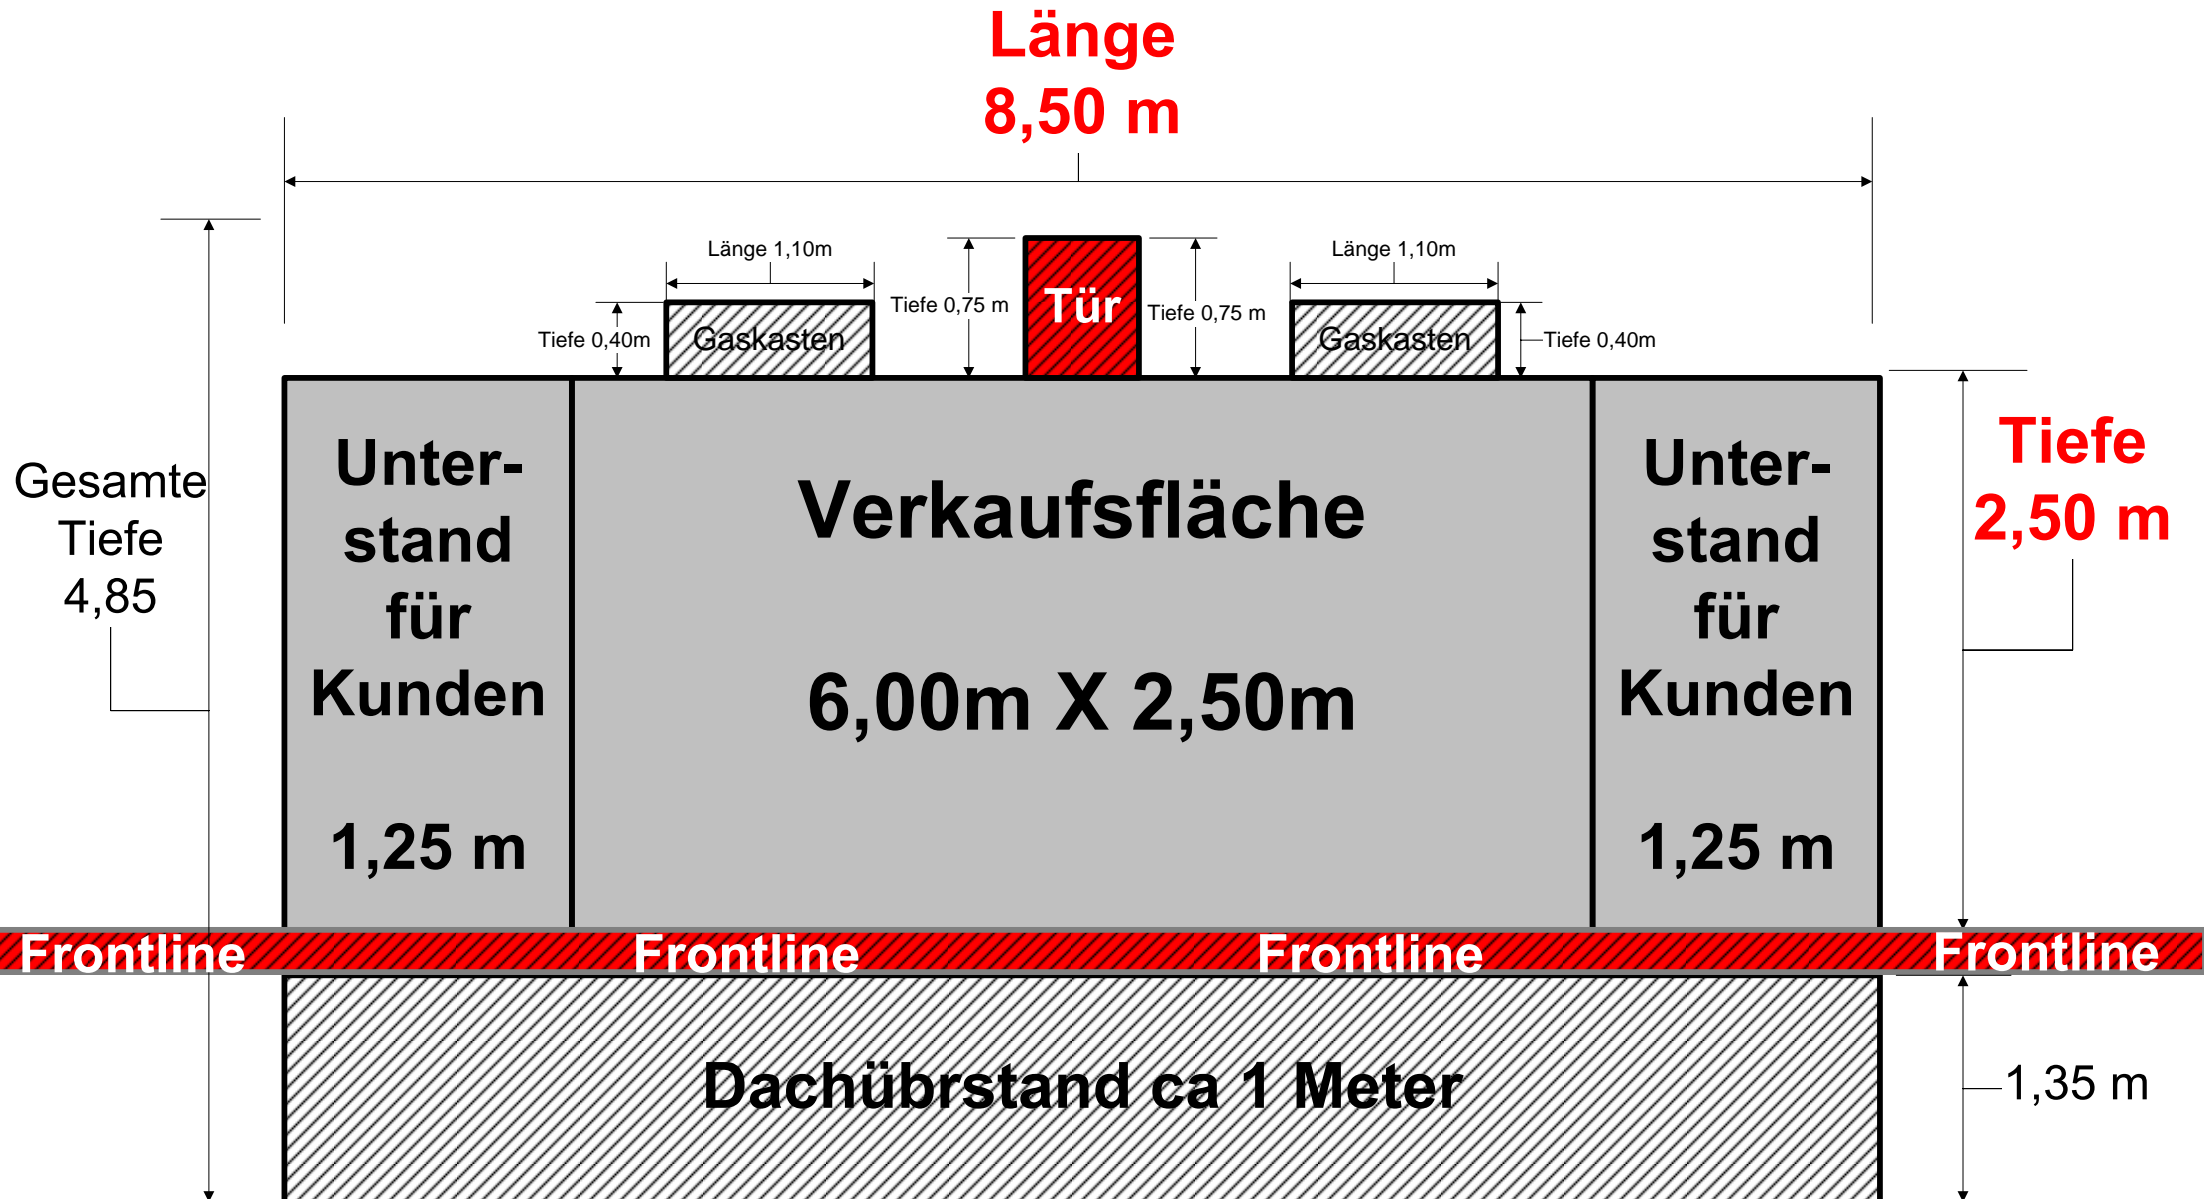 Länge
8,50 m
Länge 1,10m
Länge 1,10m
Tiefe 0,75 m
Tür
Tiefe 0,75 m
Tiefe 0,40m
Gaskasten
Gaskasten
Tiefe 0,40m
Gesamte
Tiefe
4,85
Unter-
stand
für
Kunden
1,25 m
Verkaufsfläche
6,00m X 2,50m
Unter-
stand
für
Kunden
1,25 m
Tiefe
2,50 m
Frontline
Frontline
Frontline
Frontline
Dachübrstand ca 1 Meter
1,35 m